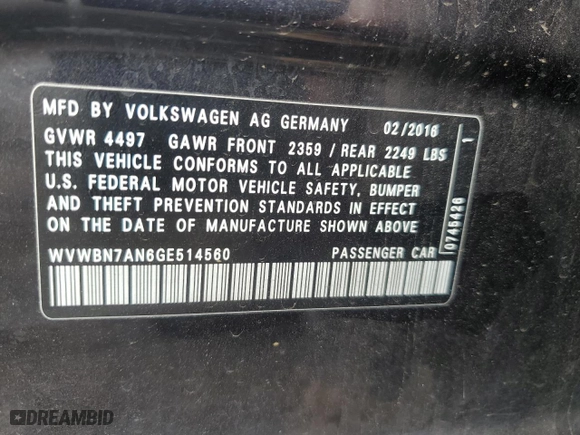 MFD BY VOLKSWAGEN AG GERMANY 02/2016
GVWR 4497 GAWR FRONT 2359 / REAR 2249 LBS
THIS VEHICLE CONFORMS TO ALL APPLICABLE
U.S. FEDERAL MOTOR VEHICLE SAFETY, BUMPER
AND THEFT PREVENTION STANDARDS IN EFFECT
ON THE DATE OF MANUFACTURE SHOWN ABOVE
WVWBN7AN6GE514560 PASSENGER CAR
10745426 1
DREAMBID